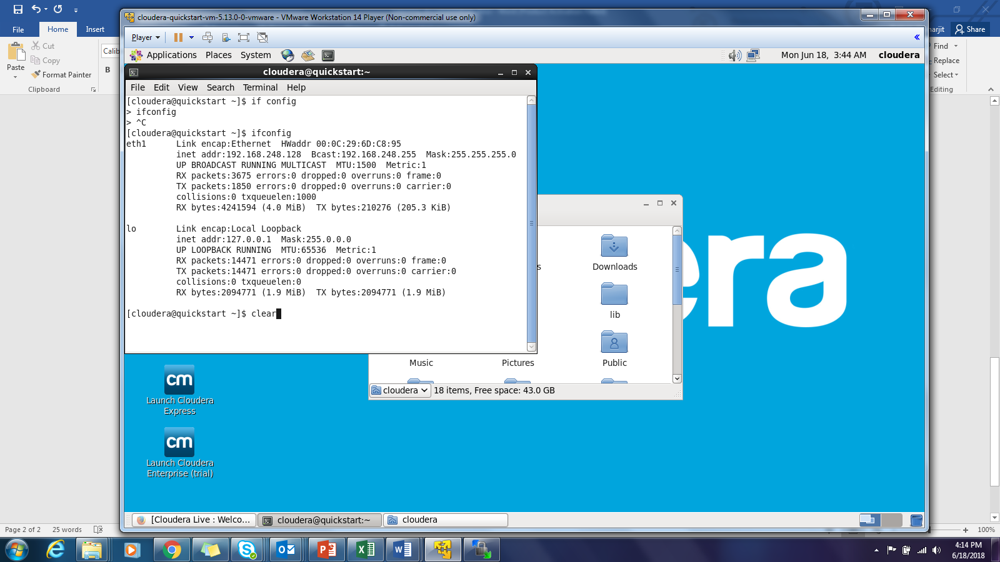 cloudera-quickstart-vm-5.13.0-0-vmware - VMware Workstation 14 Player (Non-commercial use only)
File
Home
Insert
Share
Player
Cut
Copy
Paste
Format Painter
B
Clipboard
Find
Replace
Select
Editing
Applications Places System
Mon Jun 18, 3:44 AM
cloudera
cloudera@quickstart:~
File Edit View Search Terminal Help
[cloudera@quickstart ~]$ if config
> ifconfig
> ^C
[cloudera@quickstart ~]$ ifconfig
eth1 Link encap:Ethernet HWaddr 00:0C:29:6D:C8:95
inet addr:192.168.248.128 Bcast:192.168.248.255 Mask:255.255.255.0
UP BROADCAST RUNNING MULTICAST MTU:1500 Metric:1
RX packets:3675 errors:0 dropped:0 overruns:0 frame:0
TX packets:1850 errors:0 dropped:0 overruns:0 carrier:0
collisions:0 txqueuelen:1000
RX bytes:4241594 (4.0 MiB) TX bytes:210276 (205.3 KiB)
lo Link encap:Local Loopback
inet addr:127.0.0.1 Mask:255.0.0.0
UP LOOPBACK RUNNING MTU:65536 Metric:1
RX packets:14471 errors:0 dropped:0 overruns:0 frame:0
TX packets:14471 errors:0 dropped:0 overruns:0 carrier:0
collisions:0 txqueuelen:0
RX bytes:2094771 (1.9 MiB) TX bytes:2094771 (1.9 MiB)
[cloudera@quickstart ~]$ clear
Downloads
lib
Music
Pictures
Public
cloudera
18 items, Free space: 43.0 GB
era
cm
Launch Cloudera
Express
cm
Launch Cloudera
Enterprise (trial)
[Cloudera Live : Welco...
cloudera@quickstart:~
cloudera
Page 2 of 2
25 words
100%
4:14 PM
6/18/2018